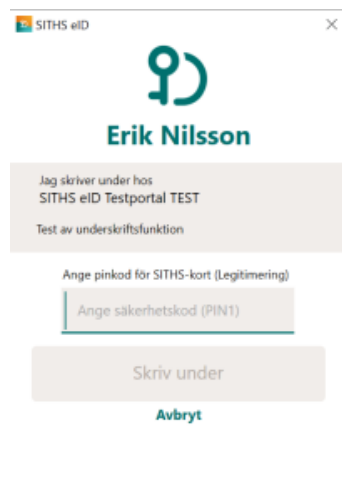 SITHS eID
Erik Nilsson
Jag skriver under hos
SITHS eID Testportal TEST
Test av underskriftsfunktion
Ange pinkod för SITHS-kort (Legitimering)
Ange säkerhetskod (PIN1)
Skriv under
Avbryt